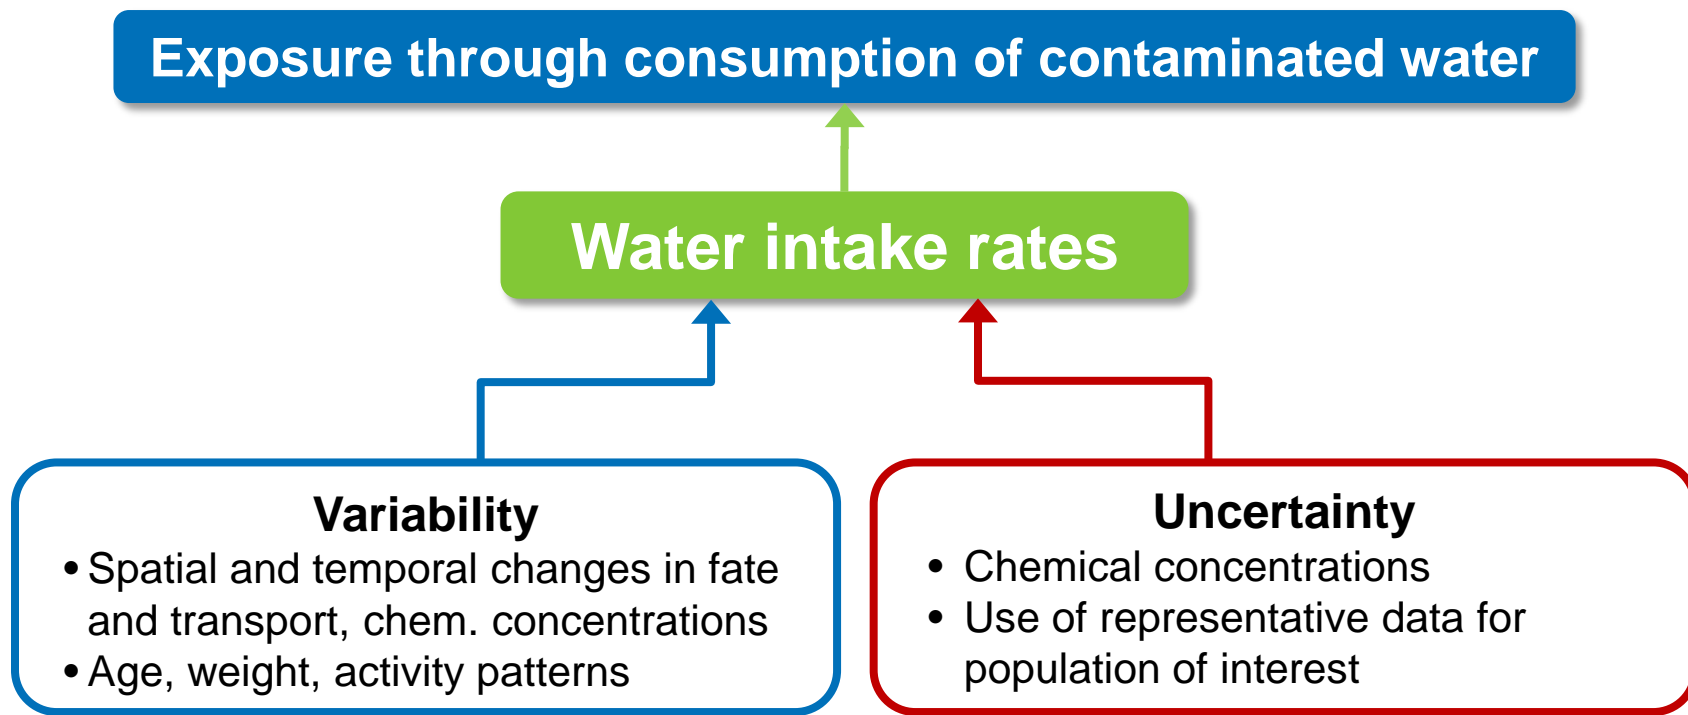 Exposure through consumption of contaminated water
Water intake rates
Variability
• Spatial and temporal changes in fate
and transport, chem. concentrations
• Age, weight, activity patterns
Uncertainty
• Chemical concentrations
• Use of representative data for
population of interest